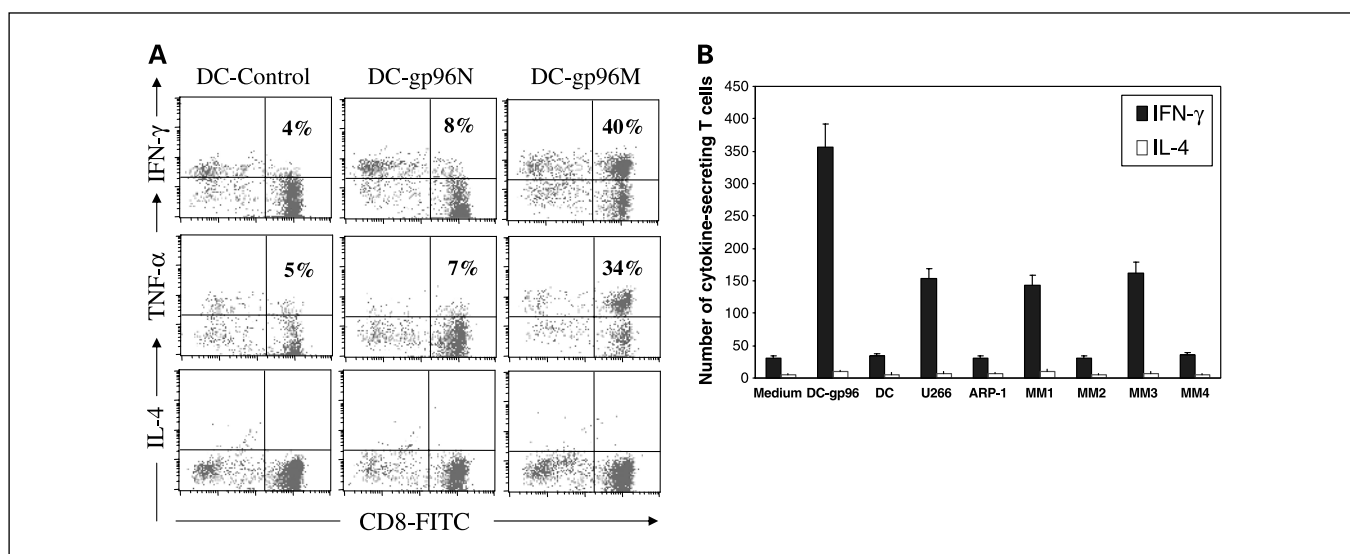 A
DC-Control DC-gp96N DC-gp96M
IFN-γ
4% 8% 40%
TNF-α
5% 7% 34%
IL-4
CD8-FITC
B
Number of cytokine-secreting T cells
450
400
350
300
250
200
150
100
50
0
IFN-γ
IL-4
Medium DC-gp96 DC U266 ARP-1 MM1 MM2 MM3 MM4